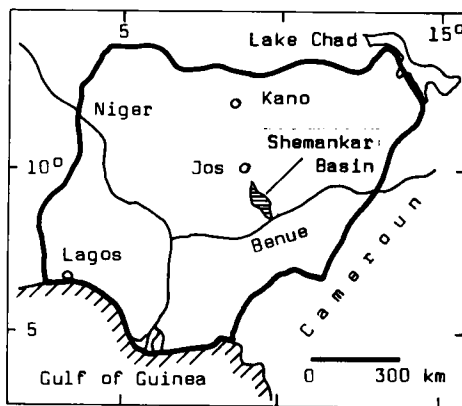 5
15°
Lake Chad
Niger
Kano
Shemankar
Basin
Jos
10°
Benue
Lagos
Cameroun
5
Gulf of Guinea
0 300
km